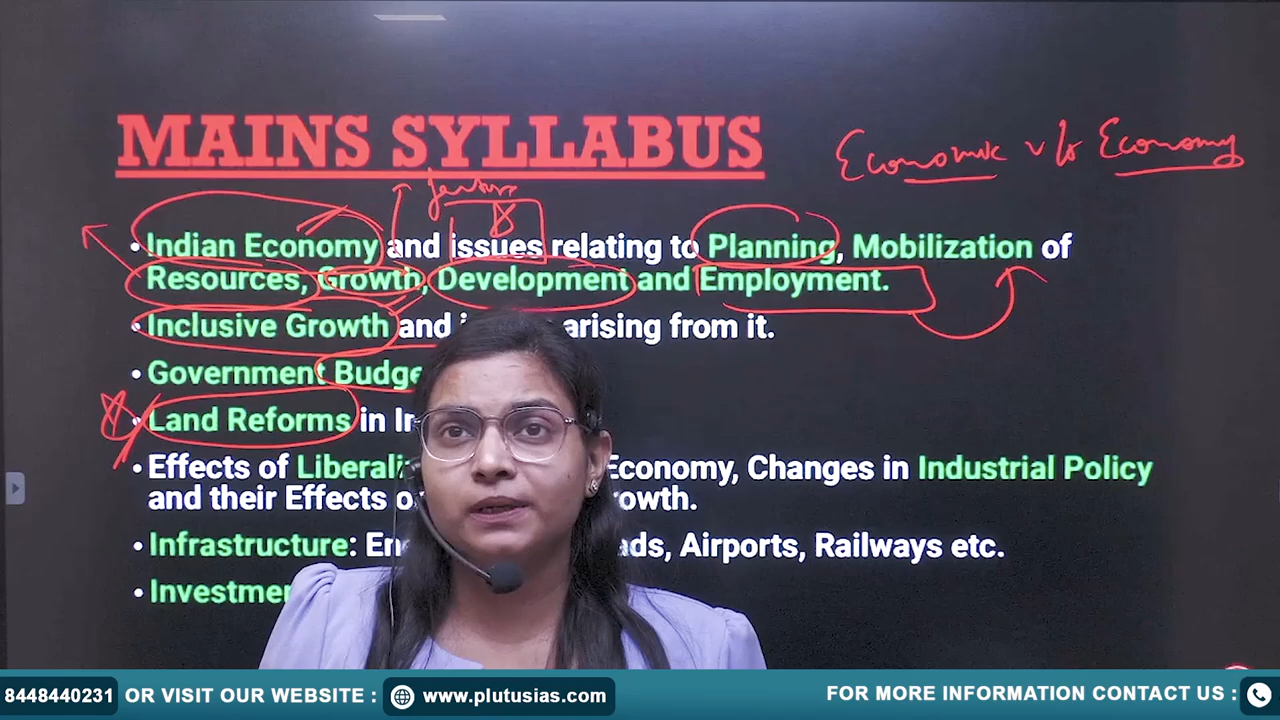 MAINS SYLLABUS
Economic v/s Economy
• Indian Economy and issues relating to Planning, Mobilization of
Resources, Growth, Development and Employment.
• Inclusive Growth and arising from it.
• Government Budge
• Land Reforms in In
• Effects of Liberali Economy, Changes in Industrial Policy
and their Effects o rowth.
• Infrastructure: En ads, Airports, Railways etc.
• Investmen
8448440231 OR VISIT OUR WEBSITE : www.plutusias.com FOR MORE INFORMATION CONTACT US :